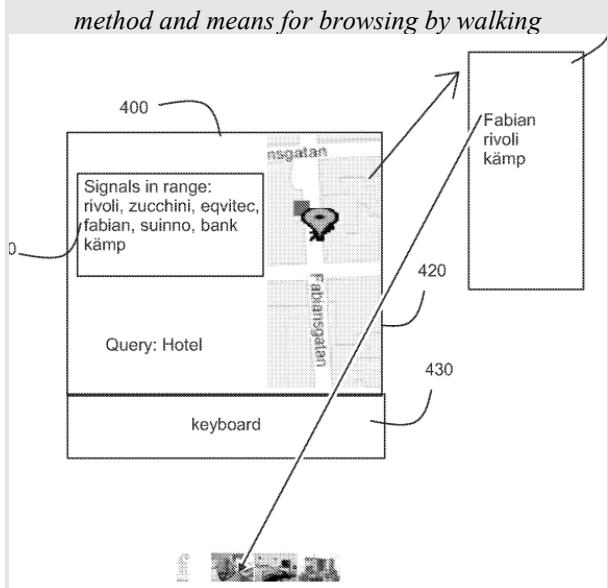 method and means for browsing by walking
400
nsgatan
Signals in range:
rivoli, zucchini, eqvitec,
fabian, suinno, bank
kämp
0
Fabiansgatan
Query: Hotel
420
430
keyboard
Fabian
rivoli
kämp